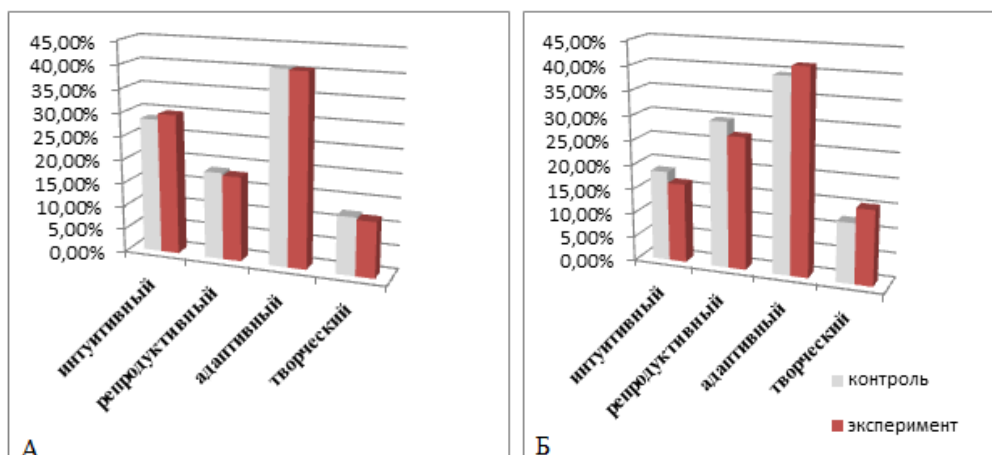 45,00%
40,00%
35,00%
30,00%
25,00%
20,00%
15,00%
10,00%
5,00%
0,00%
интуитивный
репродуктивный
адаптивный
творческий
А
45,00%
40,00%
35,00%
30,00%
25,00%
20,00%
15,00%
10,00%
5,00%
0,00%
интуитивный
репродуктивный
адаптивный
творческий
контроль
эксперимент
Б